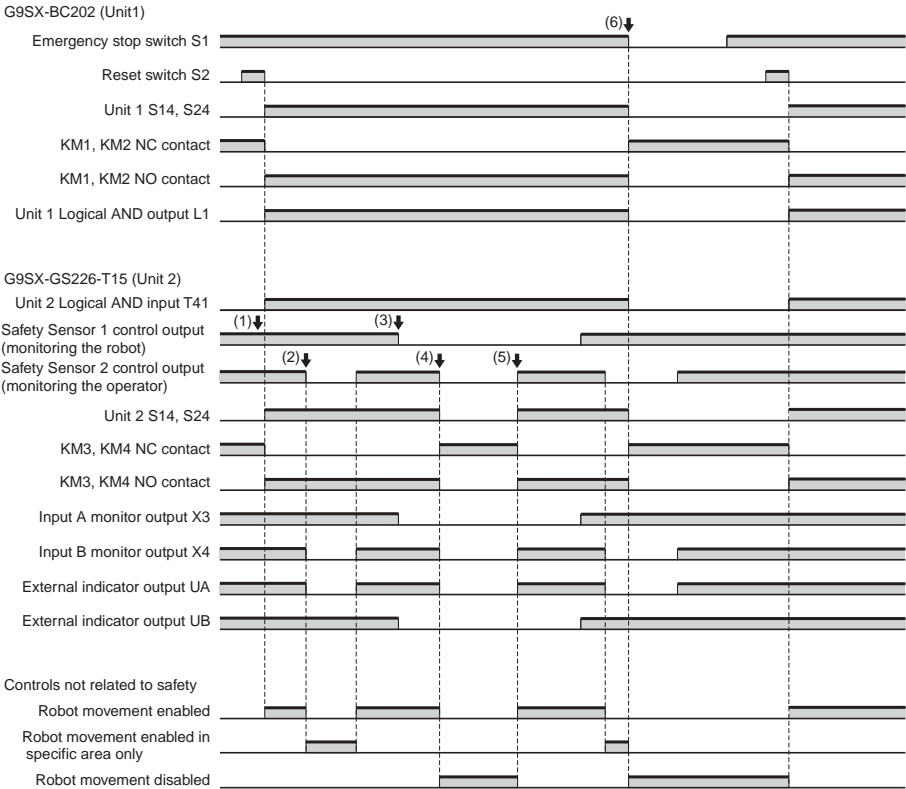 G9SX-BC202 (Unit1)
(6)
Emergency stop switch S1
Reset switch S2
Unit 1 S14, S24
KM1, KM2 NC contact
KM1, KM2 NO contact
Unit 1 Logical AND output L1
G9SX-GS226-T15 (Unit 2)
Unit 2 Logical AND input T41
(1)
(3)
Safety Sensor 1 control output
(monitoring the robot)
(2)
(4)
(5)
Safety Sensor 2 control output
(monitoring the operator)
Unit 2 S14, S24
KM3, KM4 NC contact
KM3, KM4 NO contact
Input A monitor output X3
Input B monitor output X4
External indicator output UA
External indicator output UB
Controls not related to safety
Robot movement enabled
Robot movement enabled in
specific area only
Robot movement disabled